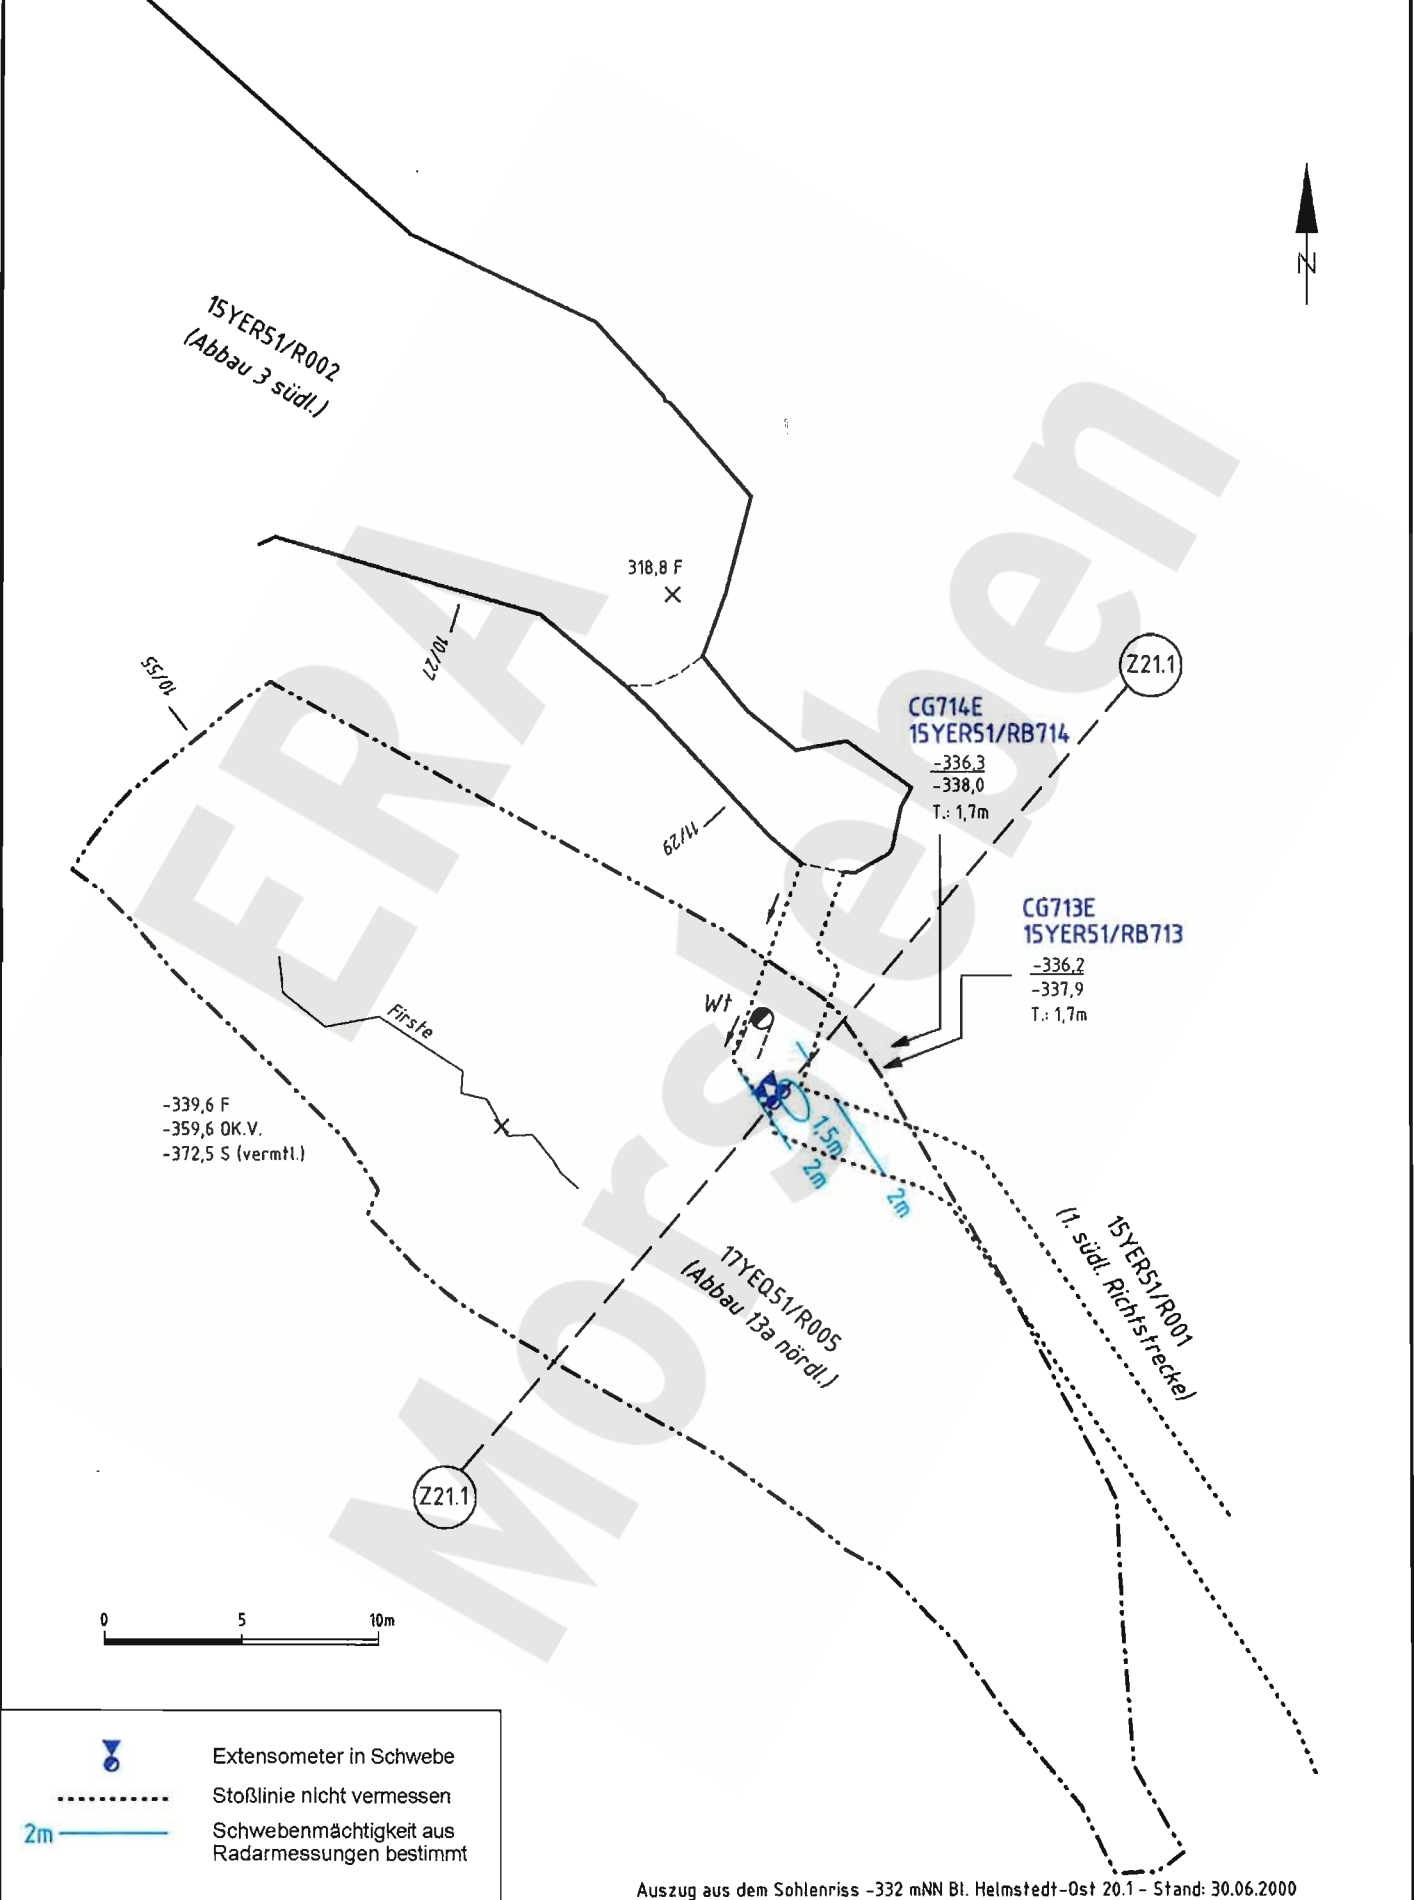 15YER51/R002
(Abbau 3 südl.)
N
318,8 F
10/27
10/55
Z21.1
CG714E
15YER51/RB714
-336,3
-338,0
T.: 1,7m
11/29
CG713E
15YER51/RB713
-336,2
-337,9
T.: 1,7m
Wt
Firste
-339,6 F
-359,6 OK.V.
-372,5 S (vermtl.)
1,5m
2m
2m
15YER51/R001
(1. südl. Richtstrecke)
17YEQ51/R005
(Abbau 13a nördl.)
Z21.1
0 5 10m
Extensometer in Schwebe
Stoßlinie nicht vermessen
2m Schwebenmächtigkeit aus
Radarmessungen bestimmt
Auszug aus dem Sohlenriss -332 mNN Bl. Helmstedt-Ost 20.1 - Stand: 30.06.2000
ERA
Morsleben